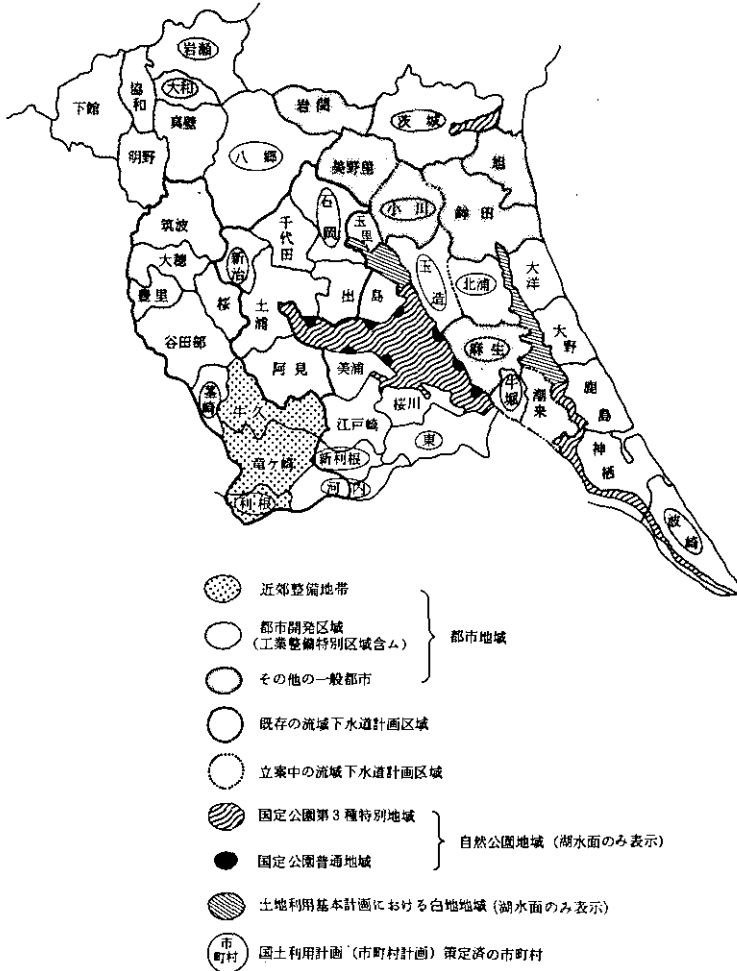 岩瀬
大和
協和
下館
真壁
明野
八郷
岩間
茨城
美野里
旭
小川
鉾田
石岡
玉里
千代田
筑波
大穂
新治
豊里
桜
土浦
出島
玉造
北浦
大洋
谷田部
阿見
美浦
麻生
大野
牛堀
潮来
鹿島
茎崎
牛久
江戸崎
桜川
東
神栖
竜ケ崎
新利根
河内
利根
波崎
近郊整備地帯
都市開発区域
(工業整備特別区域含ム)
都市地域
その他の一般都市
既存の流域下水道計画区域
立案中の流域下水道計画区域
国定公園第3種特別地域
自然公園地域 (湖水面のみ表示)
国定公園普通地域
土地利用基本計画における白地地域 (湖水面のみ表示)
市町村
国土利用計画 (市町村計画) 策定済の市町村